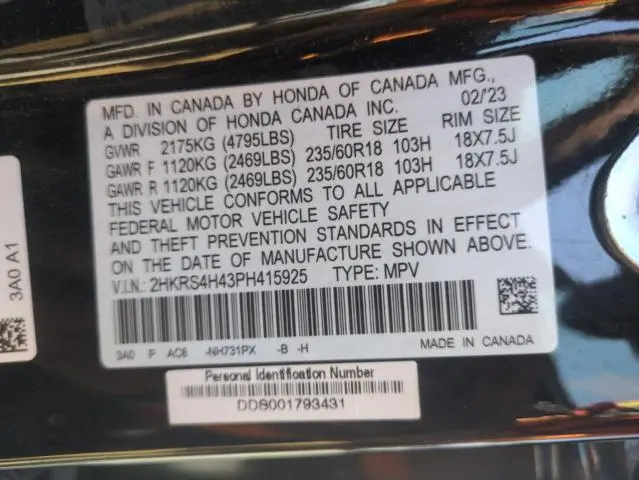 MFD. IN CANADA BY HONDA OF CANADA MFG.,
A DIVISION OF HONDA CANADA INC. 02/'23
GVWR 2175KG (4795LBS) TIRE SIZE RIM SIZE
GAWR F 1120KG (2469LBS) 235/60R18 103H 18X7.5J
GAWR R 1120KG (2469LBS) 235/60R18 103H 18X7.5J
THIS VEHICLE CONFORMS TO ALL APPLICABLE
FEDERAL MOTOR VEHICLE SAFETY
AND THEFT PREVENTION STANDARDS IN EFFECT
ON THE DATE OF MANUFACTURE SHOWN ABOVE.
V.I.N.: 2HKRS4H43PH415925 TYPE: MPV
3A0 P AC8 -NH731PX -B -H MADE IN CANADA
Personal Identification Number
DD8001793431
3A0 A1